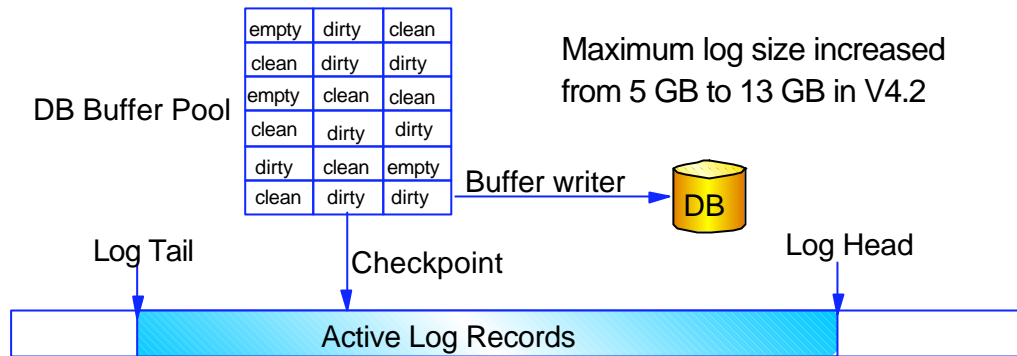 empty dirty clean
clean dirty dirty
empty clean clean
clean dirty dirty
dirty clean empty
clean dirty dirty
DB Buffer Pool
Maximum log size increased
from 5 GB to 13 GB in V4.2
Buffer writer
DB
Log Tail
Checkpoint
Log Head
Active Log Records